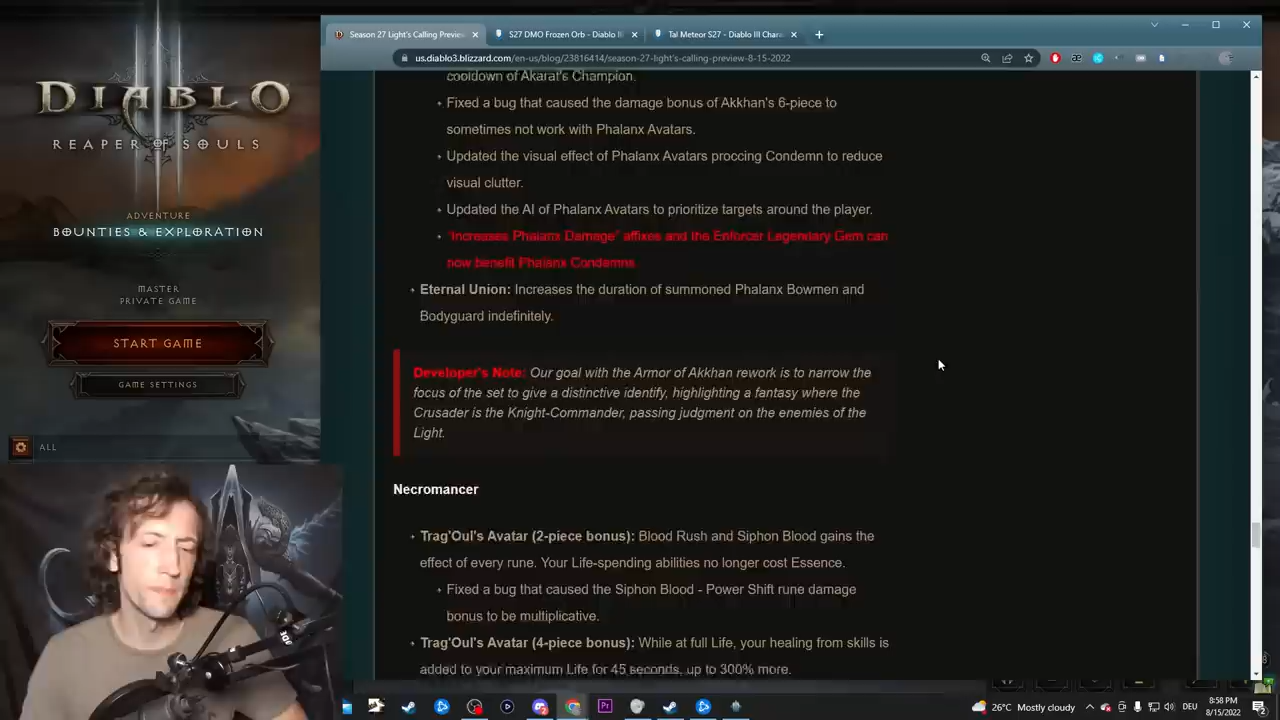 Season 27 Light's Calling Preview
S27 DMO Frozen Orb - Diablo II
Tal Meteor S27 - Diablo III Chara
us.diablo3.blizzard.com/en-us/blog/23816414/season-27-light's-calling-preview-8-15-2022
DIABLO
REAPER OF SOULS
ADVENTURE
BOUNTIES & EXPLORATION
MASTER
PRIVATE GAME
START GAME
GAME SETTINGS
ALL
cooldown of Akarat's Champion.
Fixed a bug that caused the damage bonus of Akkhan's 6-piece to
sometimes not work with Phalanx Avatars.
Updated the visual effect of Phalanx Avatars proccing Condemn to reduce
visual clutter.
Updated the AI of Phalanx Avatars to prioritize targets around the player.
"Increases Phalanx Damage" affixes and the Enforcer Legendary Gem can
now benefit Phalanx Condemns
Eternal Union: Increases the duration of summoned Phalanx Bowmen and
Bodyguard indefinitely.
Developer's Note: Our goal with the Armor of Akkhan rework is to narrow the
focus of the set to give a distinctive identify, highlighting a fantasy where the
Crusader is the Knight-Commander, passing judgment on the enemies of the
Light.
Necromancer
Trag'Oul's Avatar (2-piece bonus): Blood Rush and Siphon Blood gains the
effect of every rune. Your Life-spending abilities no longer cost Essence.
Fixed a bug that caused the Siphon Blood - Power Shift rune damage
bonus to be multiplicative.
Trag'Oul's Avatar (4-piece bonus): While at full Life, your healing from skills is
added to your maximum Life for 45 seconds, up to 300% more.
26°C Mostly cloudy
DEU
8:58 PM
8/15/2022